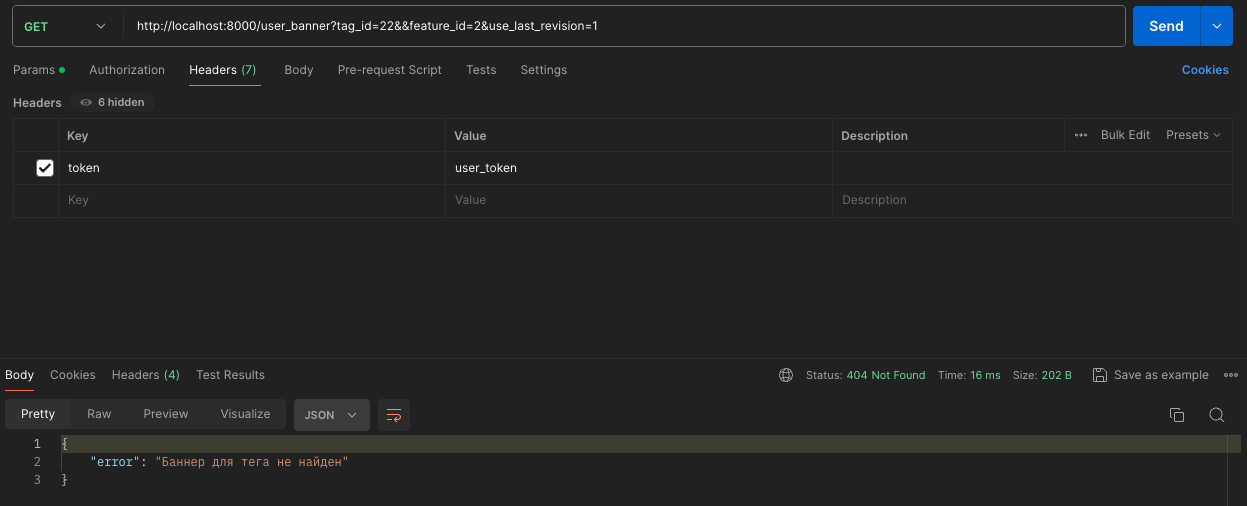 GET http://localhost:8000/user_banner?tag_id=22&&feature_id=2&use_last_revision=1 Send
Params Authorization Headers (7) Body Pre-request Script Tests Settings Cookies
Headers 6 hidden
Key Value Description Bulk Edit Presets
token user_token
Key Value Description
Body Cookies Headers (4) Test Results Status: 404 Not Found Time: 16 ms Size: 202 B Save as example
Pretty Raw Preview Visualize JSON
1 {
2 "error": "Баннер для тега не найден"
3 }